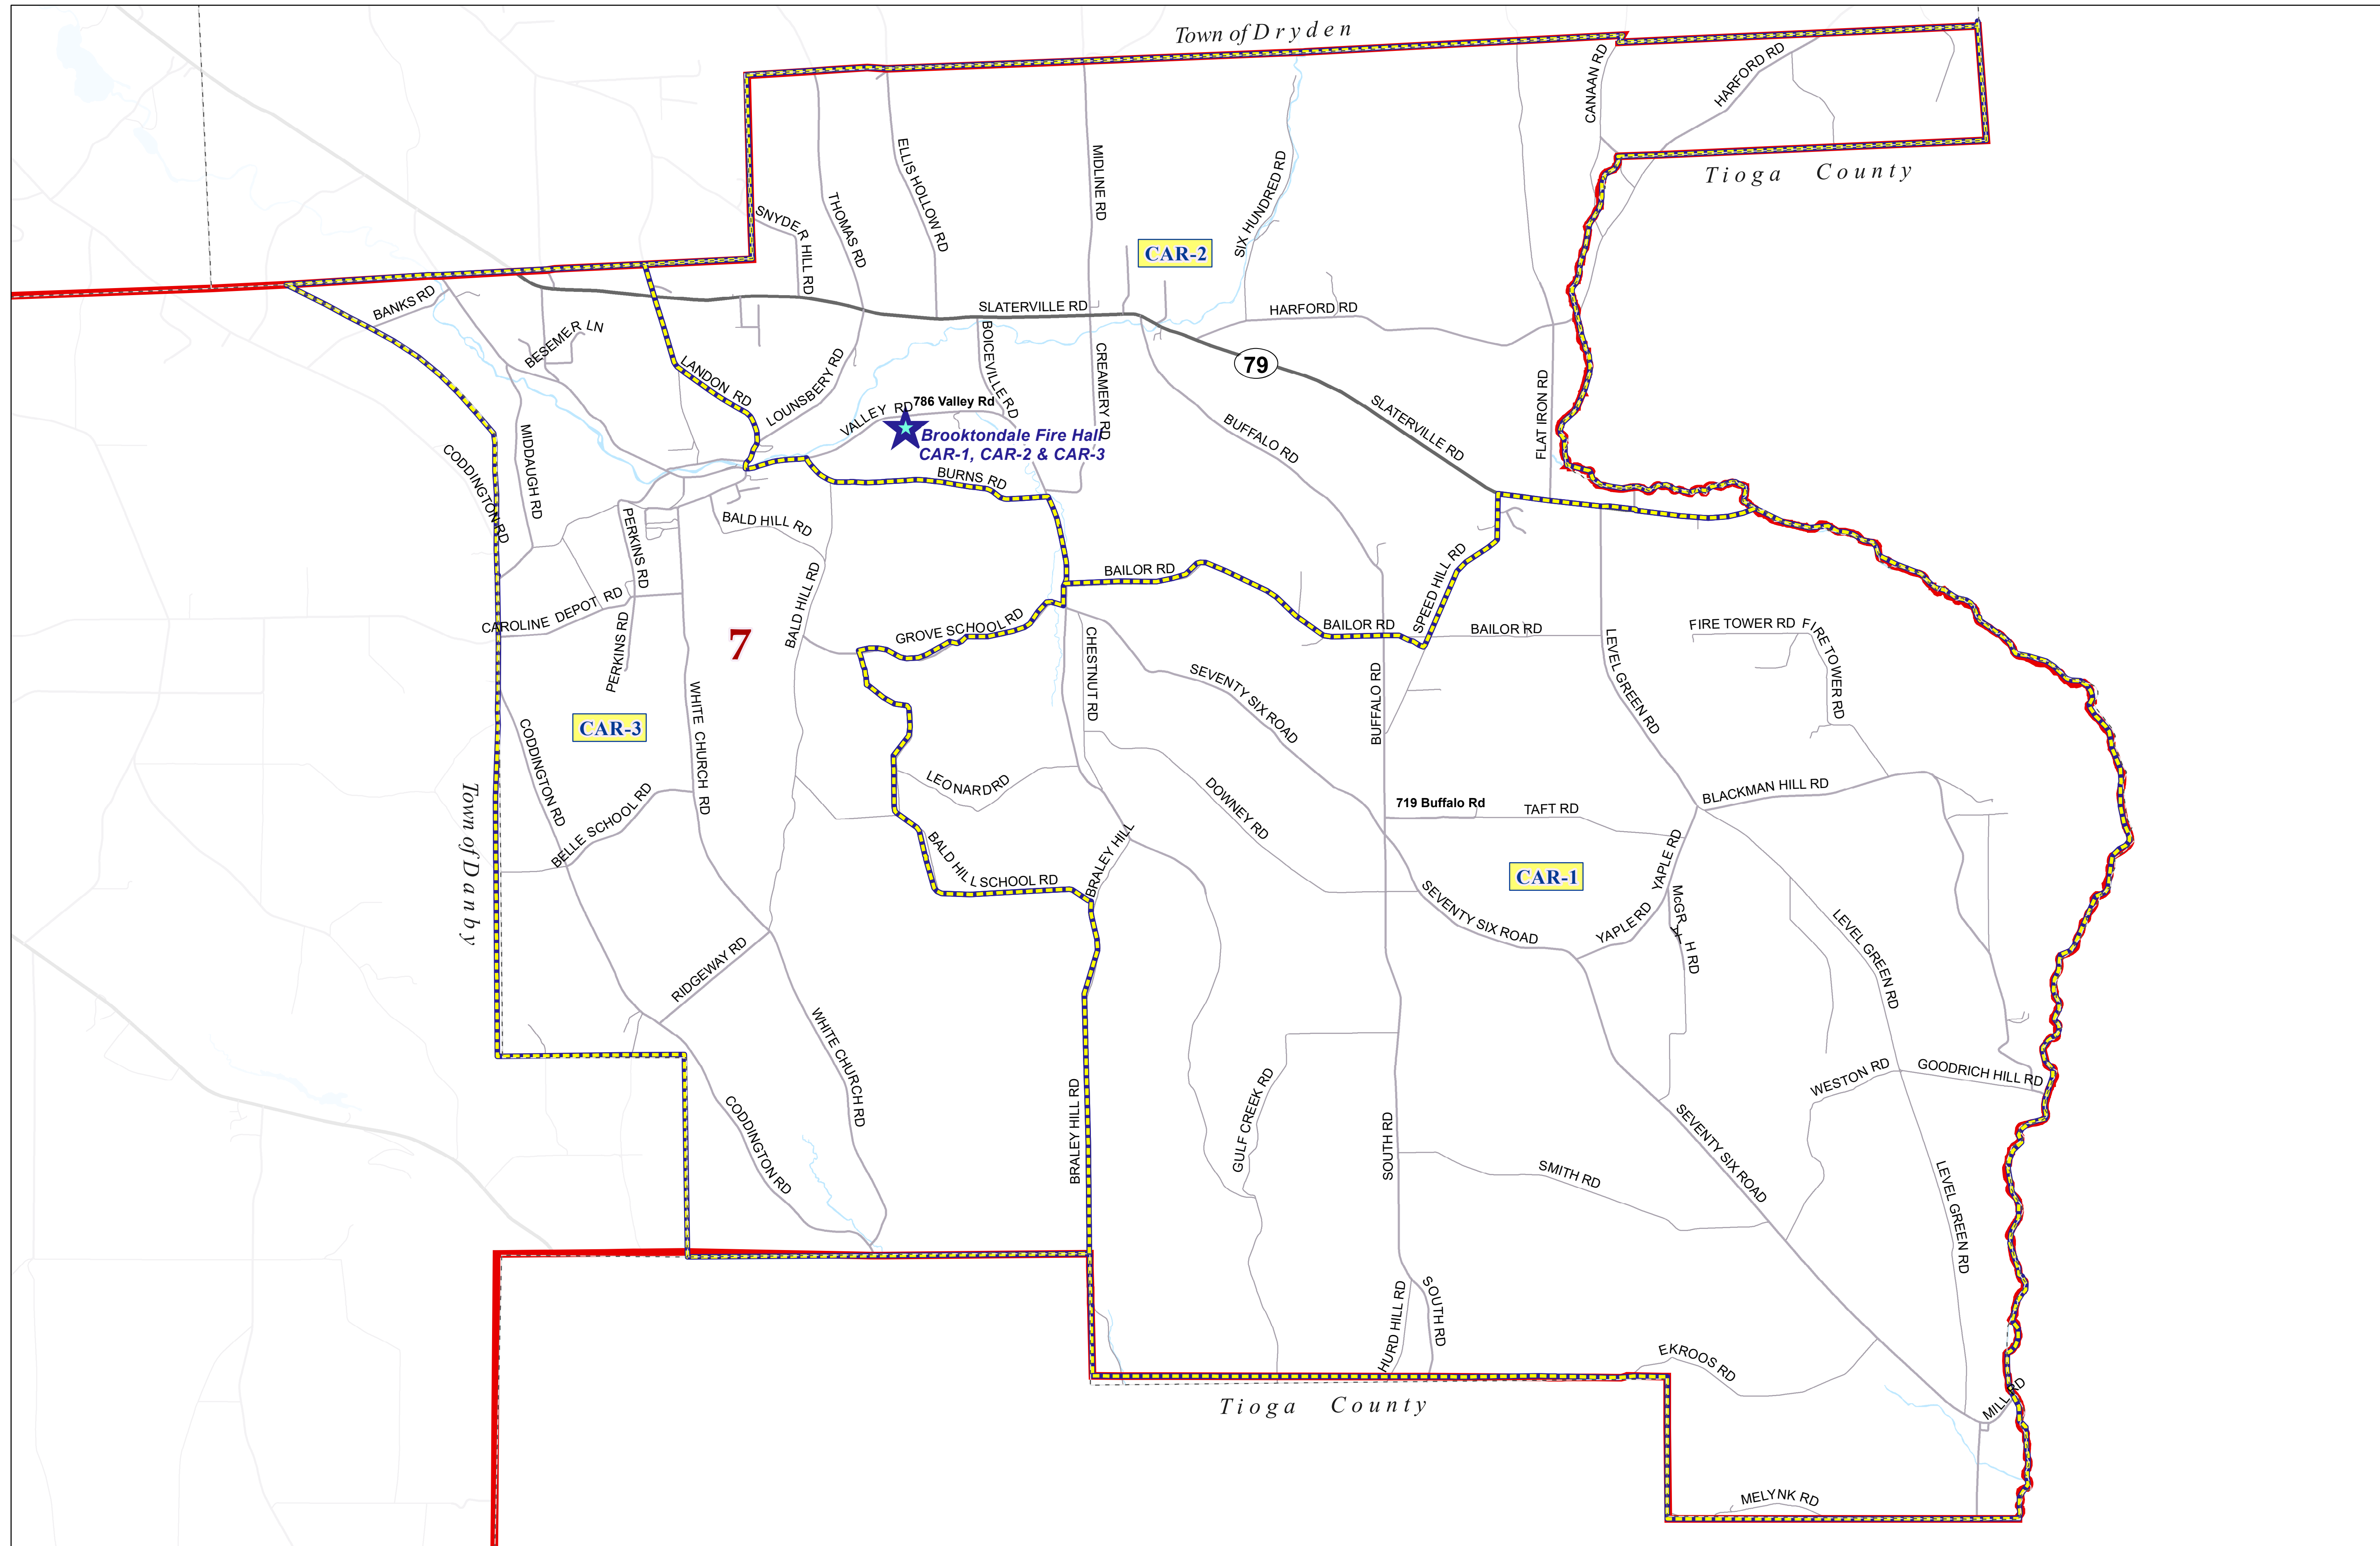 Town of Dryden
CANAAN RD
HARFORD RD
Tioga County
ELLIS HOLLOW RD
MIDLINE RD
SIX HUNDRED RD
SNYDER HILL RD
THOMAS RD
CAR-2
BANKS RD
SLATERVILLE RD
HARFORD RD
BESEMER LN
BOICEVILLE RD
LANDON RD
LOUNSBERY RD
CREAMERY RD
79
SLATERVILLE RD
FLAT IRON RD
VALLEY RD
786 Valley Rd
Brooktondale Fire Hall
CAR-1, CAR-2 & CAR-3
BUFFALO RD
MIDDAUGH RD
CODDINGTON RD
BURNS RD
PERKINS RD
BALD HILL RD
BAILOR RD
SPEED HILL RD
BALD HILL RD
CAROLINE DEPOT RD
GROVE SCHOOL RD
BAILOR RD
BAILOR RD
FIRE TOWER RD
FIRE TOWER RD
7
PERKINS RD
CHESTNUT RD
LEVEL GREEN RD
SEVENTY SIX ROAD
BUFFALO RD
WHITE CHURCH RD
CAR-3
CODDINGTON RD
LEONARD RD
DOWNEY RD
Town of Danby
BELLE SCHOOL RD
719 Buffalo Rd
TAFT RD
BLACKMAN HILL RD
BALD HILL SCHOOL RD
BRALEY HILL
CAR-1
YAPLE RD
SEVENTY SIX ROAD
YAPLE RD
McGRATH RD
LEVEL GREEN RD
RIDGEWAY RD
WHITE CHURCH RD
WESTON RD
GOODRICH HILL RD
CODDINGTON RD
BRALEY HILL RD
GULF CREEK RD
SOUTH RD
SEVENTY SIX ROAD
SMITH RD
LEVEL GREEN RD
HURD HILL RD
SOUTH RD
EKROOS RD
Tioga County
MILL RD
MELYNK RD